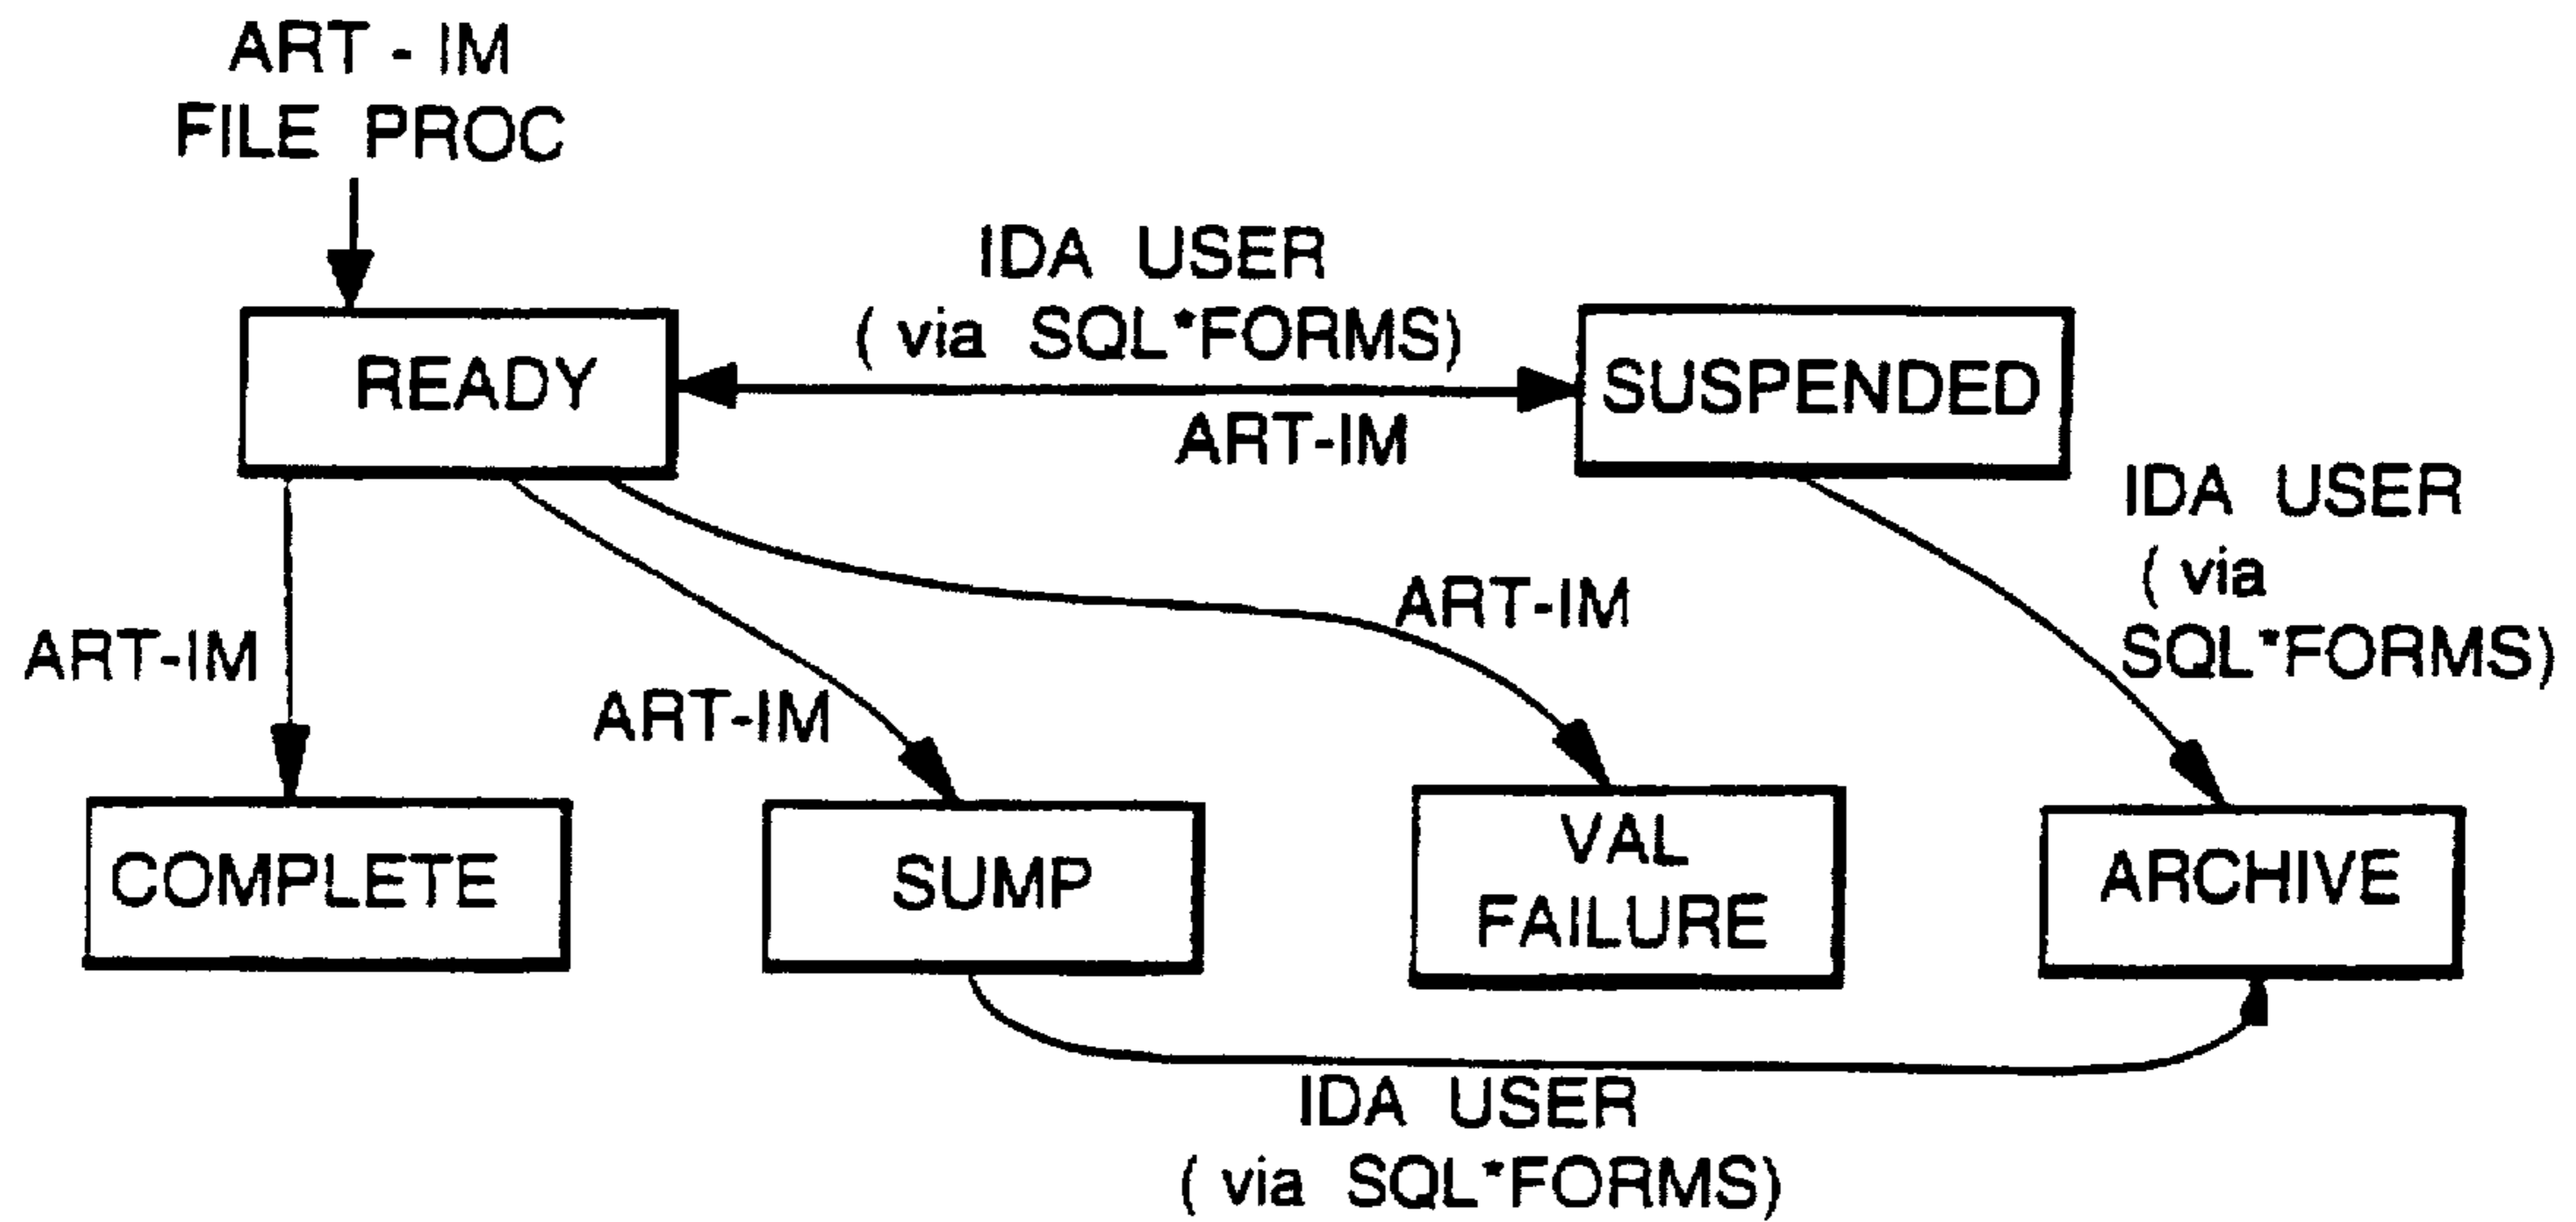 ART - IM
FILE PROC
IDA USER
( via SQL*FORMS)
READY
SUSPENDED
ART-IM
IDA USER
( via
SQL*FORMS)
ART-IM
ART-IM
ART-IM
COMPLETE
SUMP
VAL
FAILURE
ARCHIVE
IDA USER
( via SQL*FORMS)